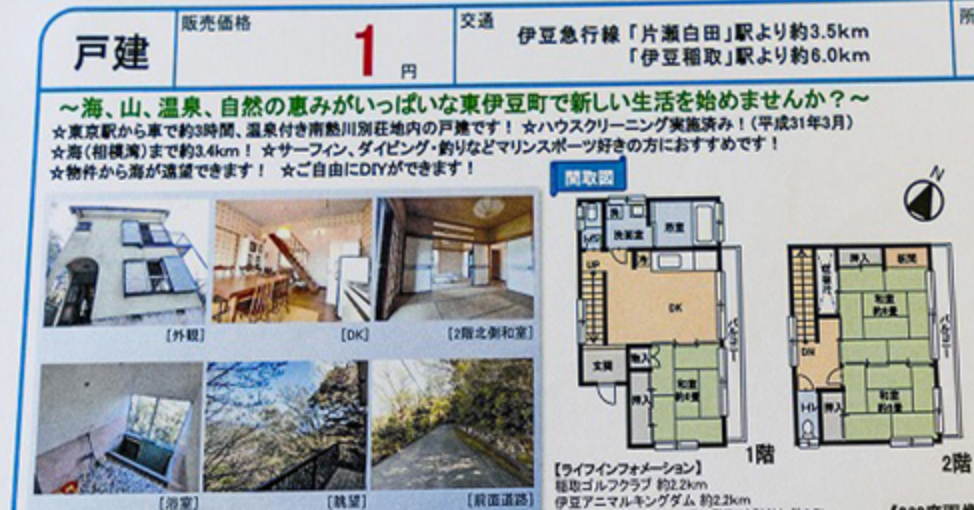 戸建
販売価格
1
円
交通
伊豆急行線「片瀬白田」駅より約3.5km
「伊豆稲取」駅より約6.0km
所
～海、山、温泉、自然の恵みがいっぱいな東伊豆町で新しい生活を始めませんか？～
☆東京駅から車で約3時間、温泉付き南熱川別荘地内の戸建です！ ☆ハウスクリーニング実施済み！（平成31年3月）
☆海（相模湾）まで約3.4km！ ☆サーフィン、ダイビング・釣りなどマリンスポーツ好きの方におすすめです！
☆物件から海が遠望できます！ ☆ご自由にDIYができます！
間取図
N
[外観]
[DK]
[2階北側和室]
[浴室]
[眺望]
[前面道路]
洗
洗面室
浴室
UP
冷
DK
バルコニー
玄関
物入
押入
和室
約6畳
1階
押入
和室
約8畳
バルコニー
DN
トイレ
押入
和室
2階
【ライフインフォメーション】
稲取ゴルフクラブ 約2.2km
伊豆アニマルキングダム 約2.2km